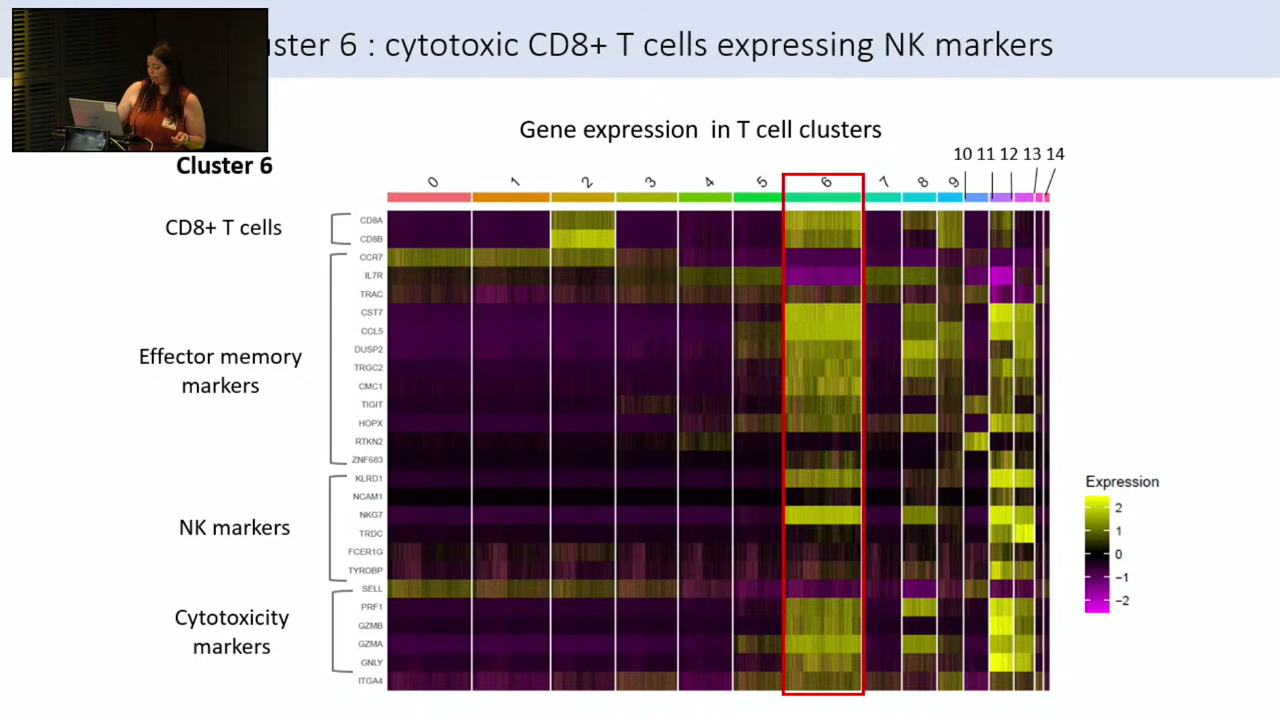 uster 6 : cytotoxic CD8+ T cells expressing NK markers
Gene expression in T cell clusters
Cluster 6
0 1 2 3 4 5 6 7 8 9 10 11 12 13 14
CD8+ T cells
CD8A
CD8B
Effector memory
markers
CCR7
IL7R
TRAC
CST7
CCL5
DUSP2
TRGC2
CMC1
TIGIT
HOPX
RTKN2
ZNF683
NK markers
KLRD1
NCAM1
NKG7
TRDC
FCER1G
TYROBP
Cytotoxicity
markers
SELL
PRF1
GZMB
GZMA
GNLY
ITGA4
Expression
2
1
0
−1
−2